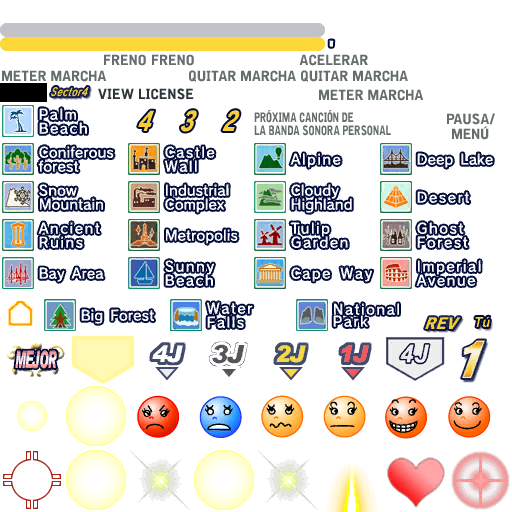 0
FRENO FRENO
ACELERAR
METER MARCHA
QUITAR MARCHA QUITAR MARCHA
Sector4
VIEW LICENSE
METER MARCHA
Palm
Beach
4 3 2
PRÓXIMA CANCIÓN DE
LA BANDA SONORA PERSONAL
PAUSA/
MENÚ
Coniferous
forest
Castle
Wall
Alpine
Deep Lake
Snow
Mountain
Industrial
Complex
Cloudy
Highland
Desert
Ancient
Ruins
Metropolis
Tulip
Garden
Ghost
Forest
Bay Area
Sunny
Beach
Cape Way
Imperial
Avenue
Big Forest
Water
Falls
National
Park
REV
Tú
MEJOR
4J
3J
2J
1J
4J
1